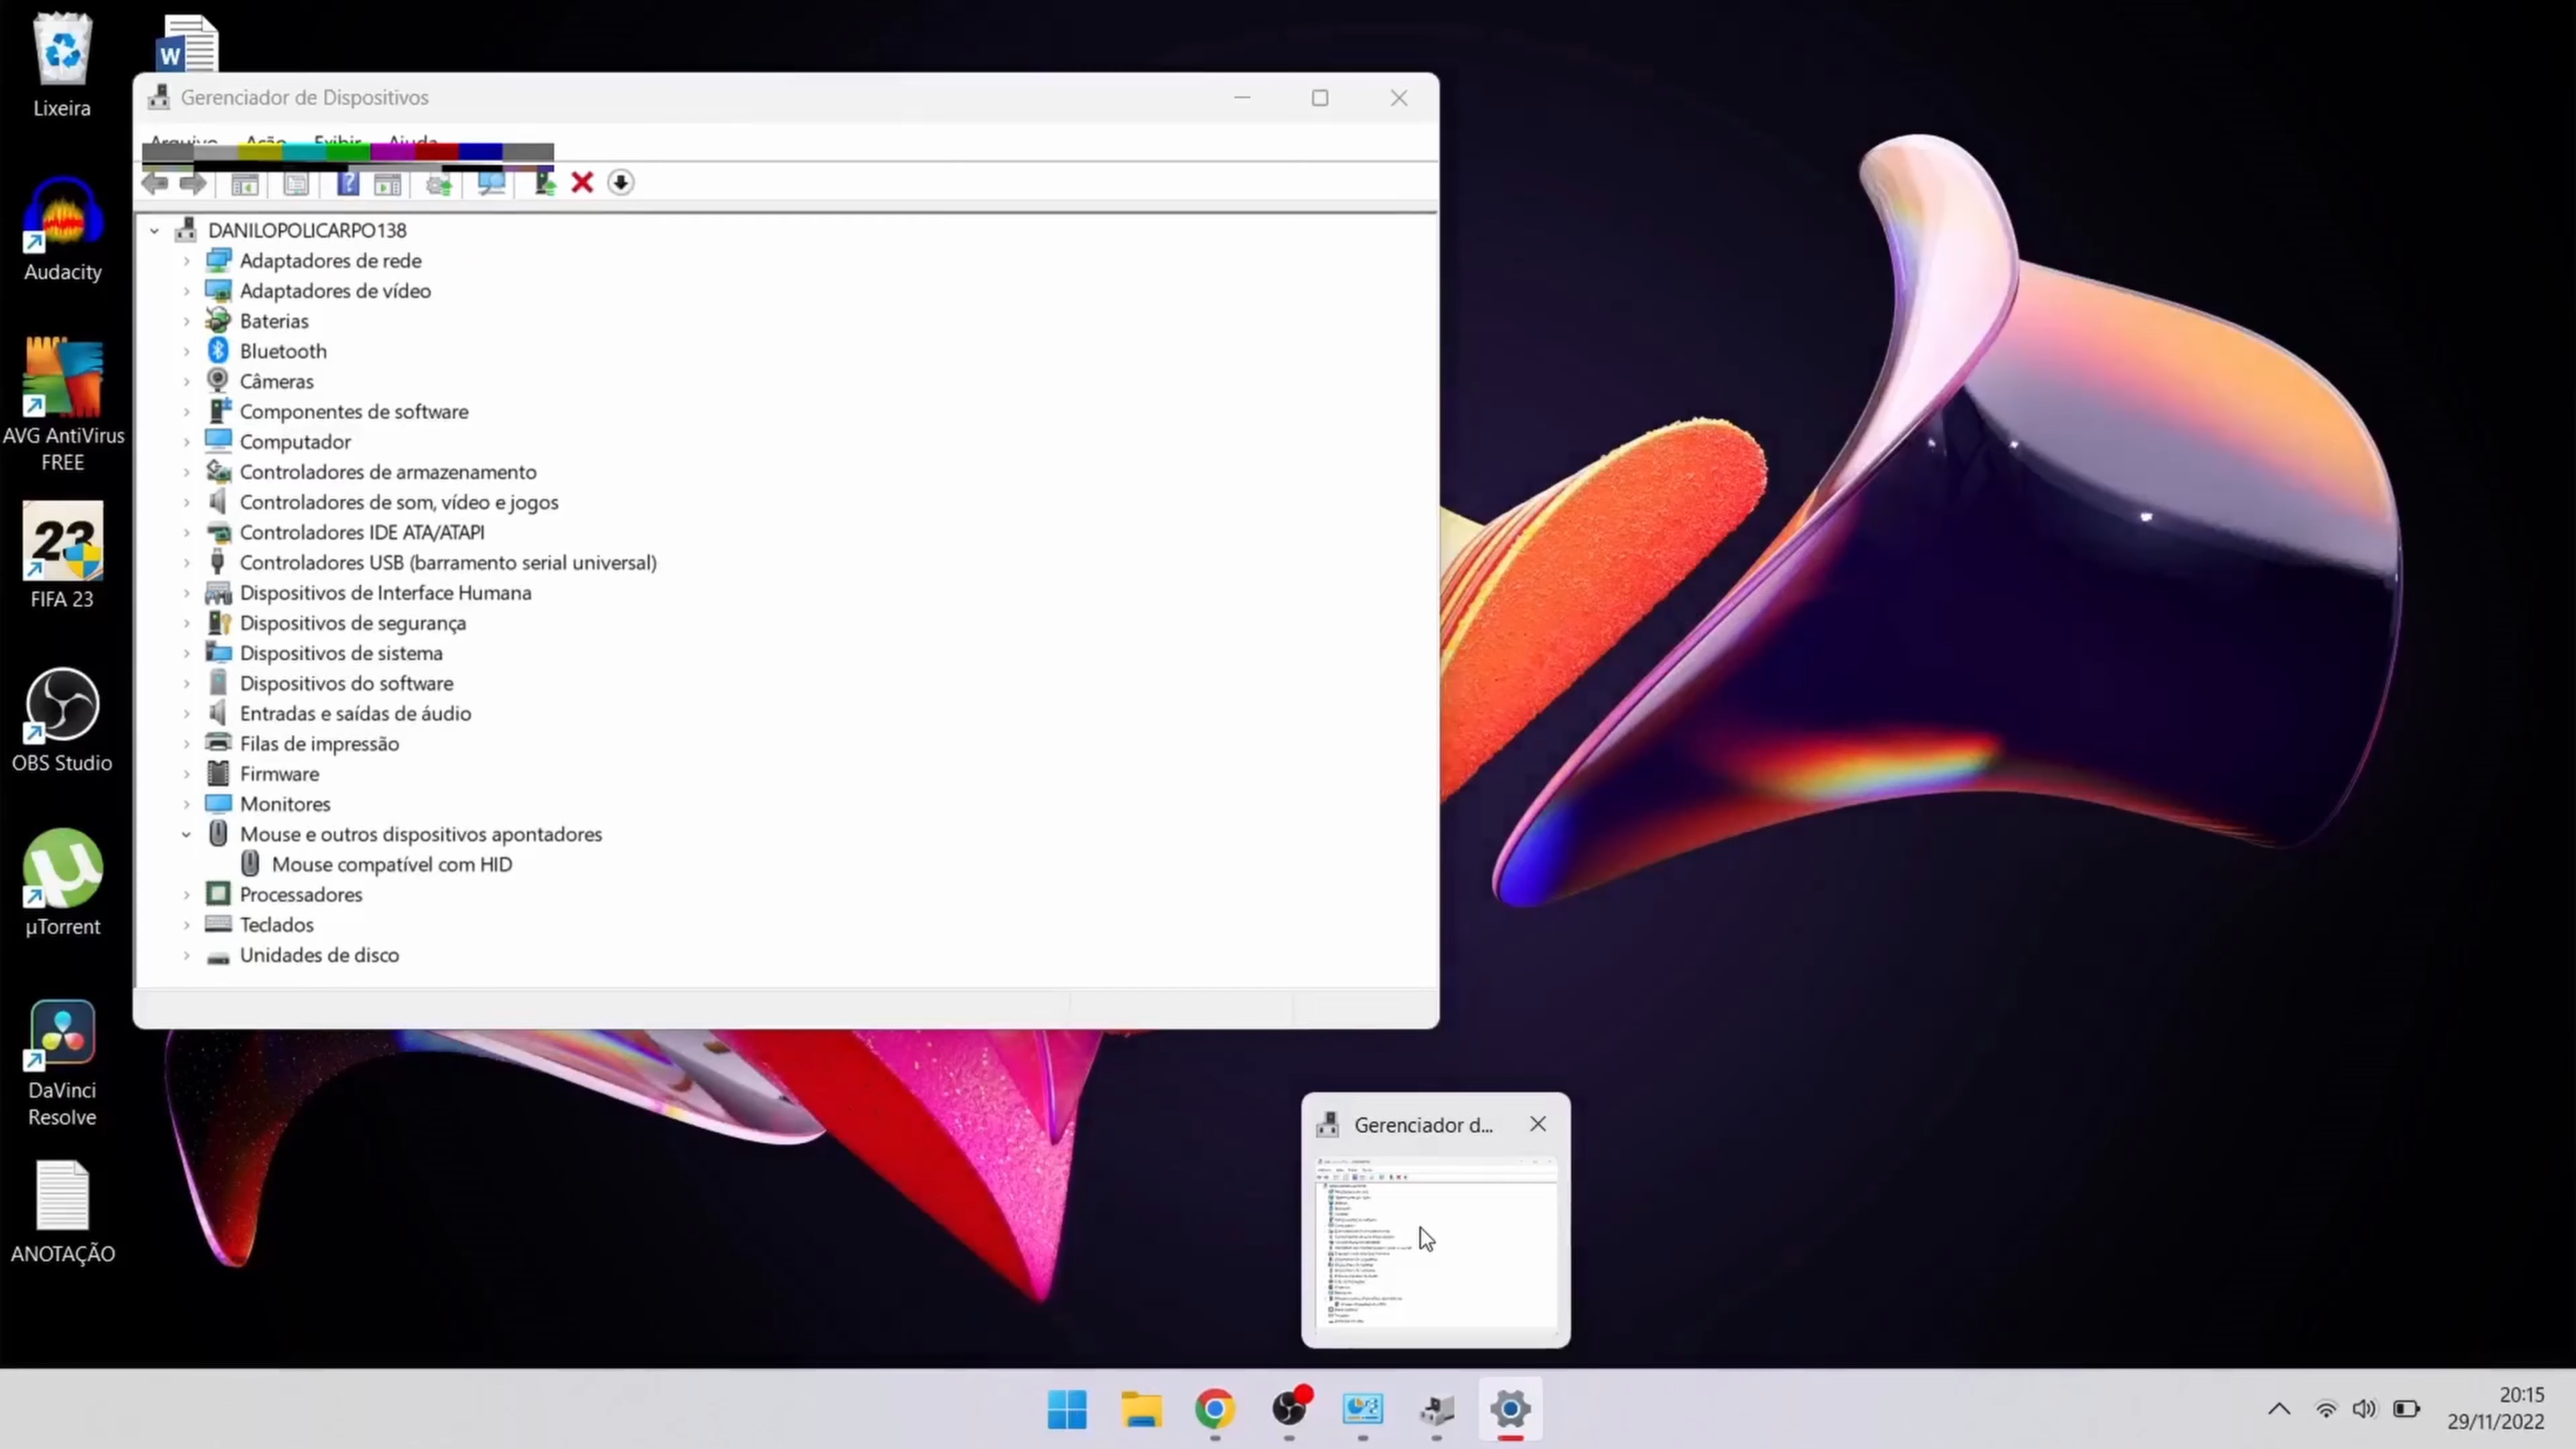 Lixeira
W
Gerenciador de Dispositivos
Arquivo Ação Exibir Ajuda
DANILOPOLICARPO138
Adaptadores de rede
Adaptadores de vídeo
Baterias
Bluetooth
Câmeras
Componentes de software
Computador
Controladores de armazenamento
Controladores de som, vídeo e jogos
Controladores IDE ATA/ATAPI
Controladores USB (barramento serial universal)
Dispositivos de Interface Humana
Dispositivos de segurança
Dispositivos de sistema
Dispositivos do software
Entradas e saídas de áudio
Filas de impressão
Firmware
Monitores
Mouse e outros dispositivos apontadores
Mouse compatível com HID
Processadores
Teclados
Unidades de disco
Audacity
AVG AntiVirus
FREE
23
FIFA 23
OBS Studio
µTorrent
DaVinci
Resolve
ANOTAÇÃO
Gerenciador d...
20:15
29/11/2022